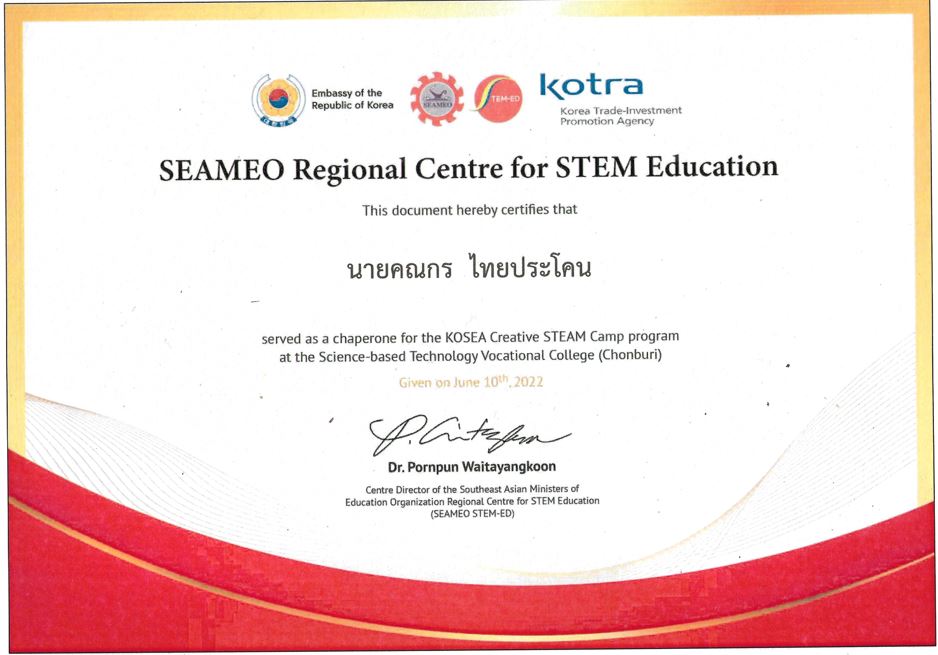 Embassy of the
Republic of Korea
SEAMEO
TEM-ED
kotra
Korea Trade-Investment
Promotion Agency
SEAMEO Regional Centre for STEM Education
This document hereby certifies that
นายคณกร ไทยประโคน
served as a chaperone for the KOSEA Creative STEAM Camp program
at the Science-based Technology Vocational College (Chonburi)
Given on June 10th, 2022
Dr. Pornpun Waitayangkoon
Centre Director of the Southeast Asian Ministers of
Education Organization Regional Centre for STEM Education
(SEAMEO STEM-ED)